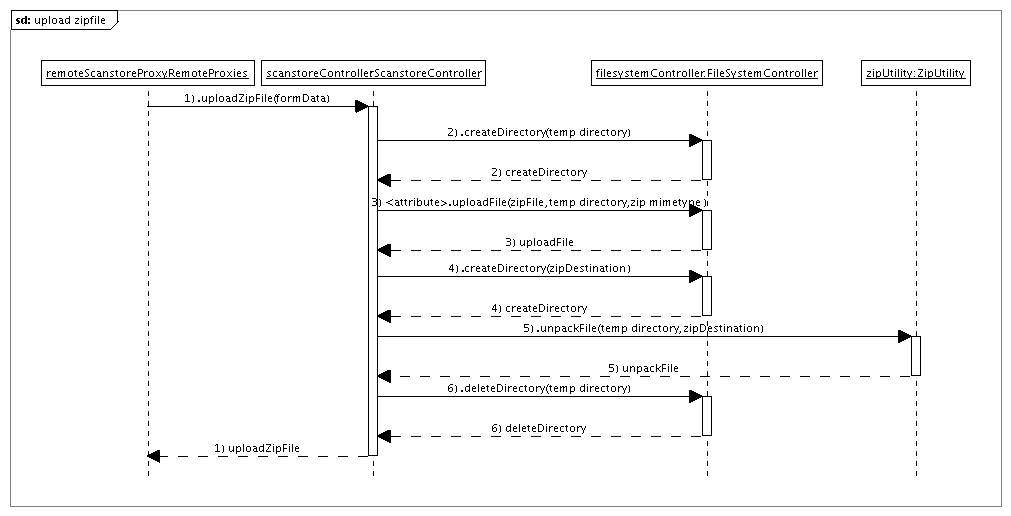 sd: upload zipfile
remoteScanstoreProxyRemoteProxies
scanstoreController:ScanstoreController
filesystemController:FileSystemController
zipUtility:ZipUtility
1) .uploadZipFile(formData)
2) .createDirectory(temp directory)
2) createDirectory
3) <attribute>.uploadFile(zipFile,temp directory,zip mimetype)
3) uploadFile
4) .createDirectory(zipDestination)
4) createDirectory
5) .unpackFile(temp directory,zipDestination)
5) unpackFile
6) .deleteDirectory(temp directory)
6) deleteDirectory
1) uploadZipFile